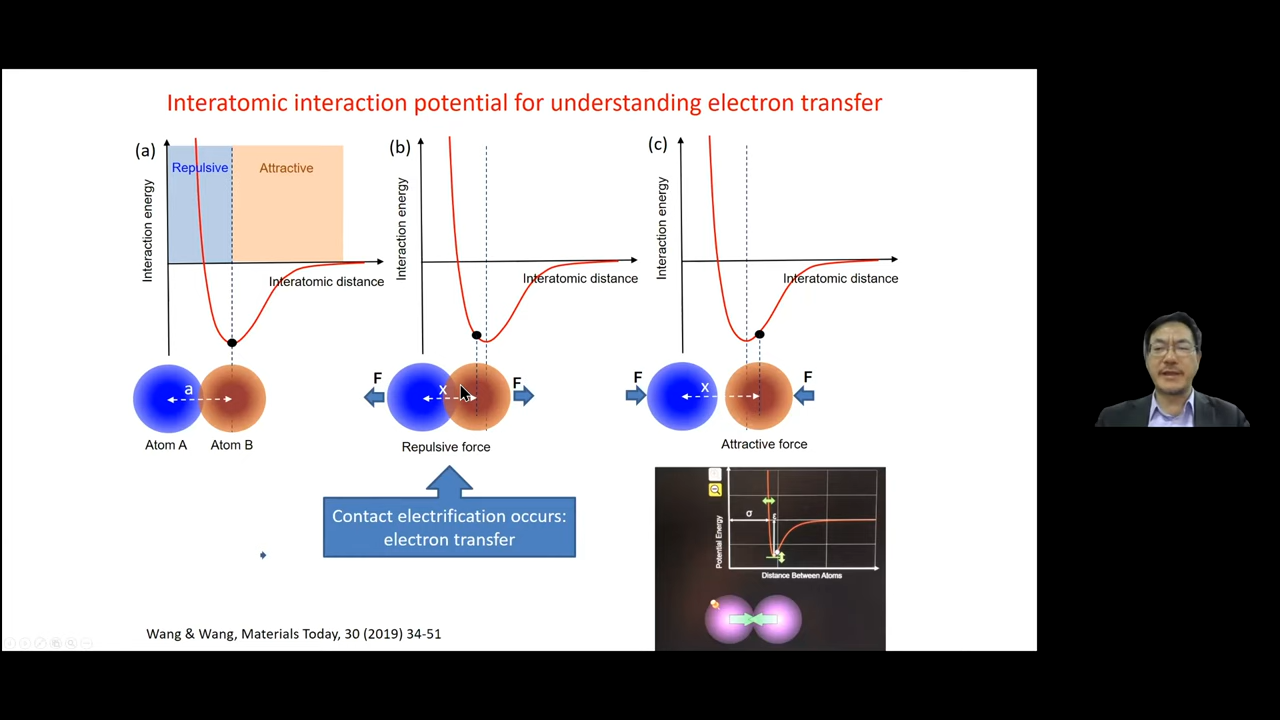 Interatomic interaction potential for understanding electron transfer
(a)
Repulsive
Attractive
Interaction energy
Interatomic distance
a
Atom A
Atom B
(b)
Interaction energy
Interatomic distance
F
x
F
Repulsive force
(c)
Interaction energy
Interatomic distance
F
x
F
Attractive force
Contact electrification occurs:
electron transfer
σ
ε
Potential Energy
Distance Between Atoms
Wang & Wang, Materials Today, 30 (2019) 34-51